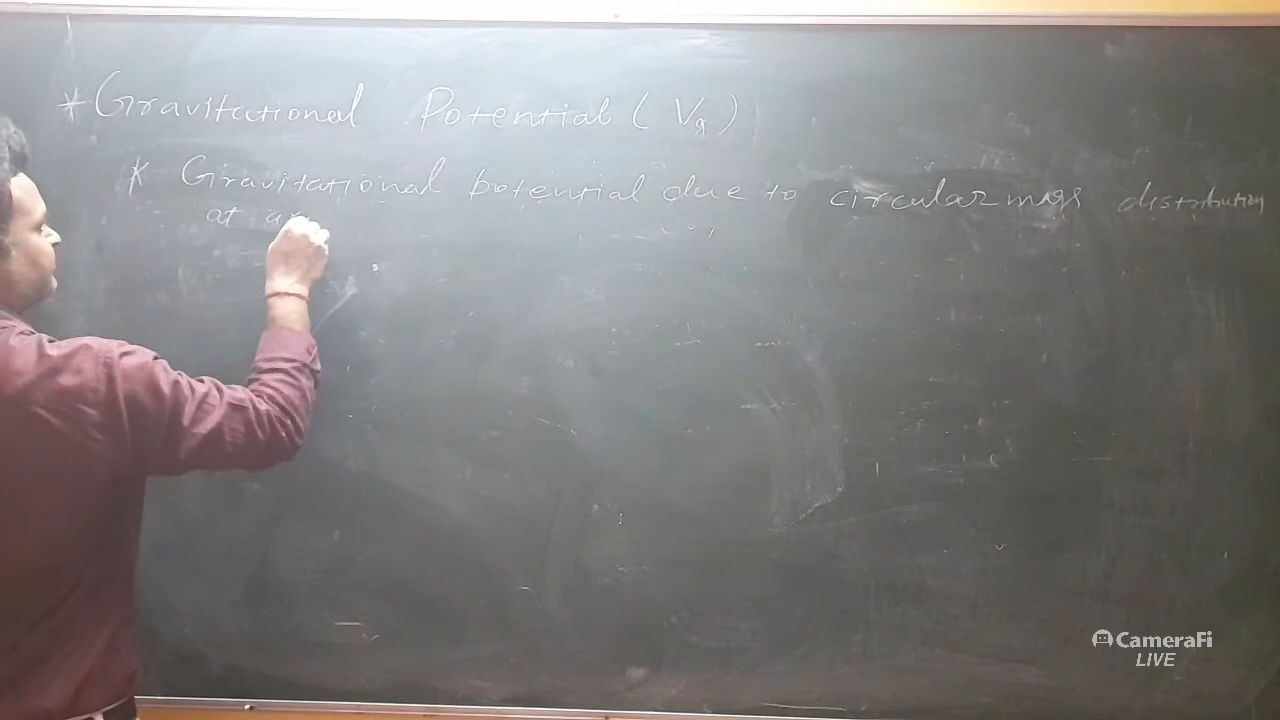 * Gravitational Potential (Vg)
* Gravitational potential due to circular mass distribution
at
CameraFi
LIVE